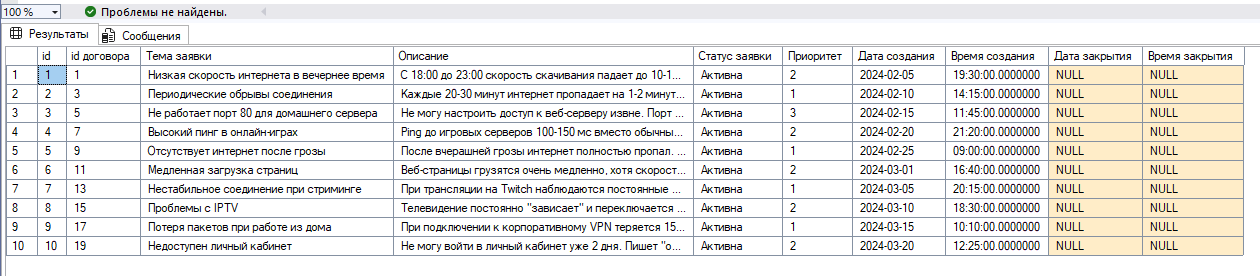 100 % Проблемы не найдены.
Результаты Сообщения
id id договора Тема заявки Описание Статус заявки Приоритет Дата создания Время создания Дата закрытия Время закрытия
1 1 1 Низкая скорость интернета в вечернее время С 18:00 до 23:00 скорость скачивания падает до 10-1... Активна 2 2024-02-05 19:30:00.0000000 NULL NULL
2 2 3 Периодические обрывы соединения Каждые 20-30 минут интернет пропадает на 1-2 минут... Активна 1 2024-02-10 14:15:00.0000000 NULL NULL
3 3 5 Не работает порт 80 для домашнего сервера Не могу настроить доступ к веб-серверу извне. Порт ... Активна 3 2024-02-15 11:45:00.0000000 NULL NULL
4 4 7 Высокий пинг в онлайн-играх Ping до игровых серверов 100-150 мс вместо обычны... Активна 2 2024-02-20 21:20:00.0000000 NULL NULL
5 5 9 Отсутствует интернет после грозы После вчерашней грозы интернет полностью пропал. ... Активна 1 2024-02-25 09:00:00.0000000 NULL NULL
6 6 11 Медленная загрузка страниц Веб-страницы грузятся очень медленно, хотя скорост... Активна 2 2024-03-01 16:40:00.0000000 NULL NULL
7 7 13 Нестабильное соединение при стриминге При трансляции на Twitch наблюдаются постоянные ... Активна 1 2024-03-05 20:15:00.0000000 NULL NULL
8 8 15 Проблемы с IPTV Телевидение постоянно "зависает" и переключается ... Активна 2 2024-03-10 18:30:00.0000000 NULL NULL
9 9 17 Потеря пакетов при работе из дома При подключении к корпоративному VPN теряется 15... Активна 1 2024-03-15 10:10:00.0000000 NULL NULL
10 10 19 Недоступен личный кабинет Не могу войти в личный кабинет уже 2 дня. Пишет "о... Активна 2 2024-03-20 12:25:00.0000000 NULL NULL